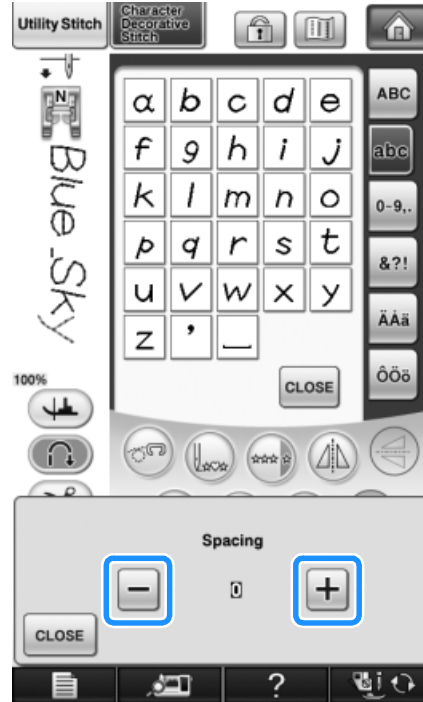 Utility Stitch
Character
Decorative
Stitch
N
Blue_Sky
100%
a b c d e
f g h i j
k l m n o
p q r s t
u v w x y
z ' _
CLOSE
ABC
abc
0-9,.
&?!
ÄÅä
ÔÖö
Spacing
− 0 +
CLOSE
?